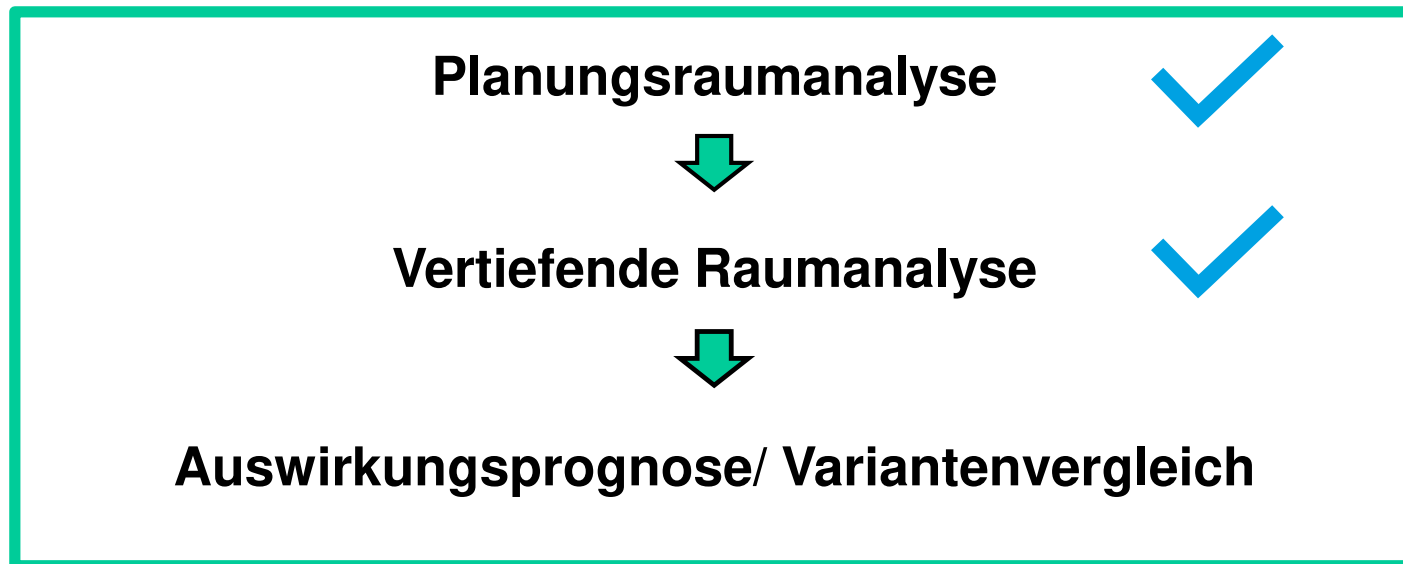 Planungsraumanalyse
Vertiefende Raumanalyse
Auswirkungsprognose/ Variantenvergleich